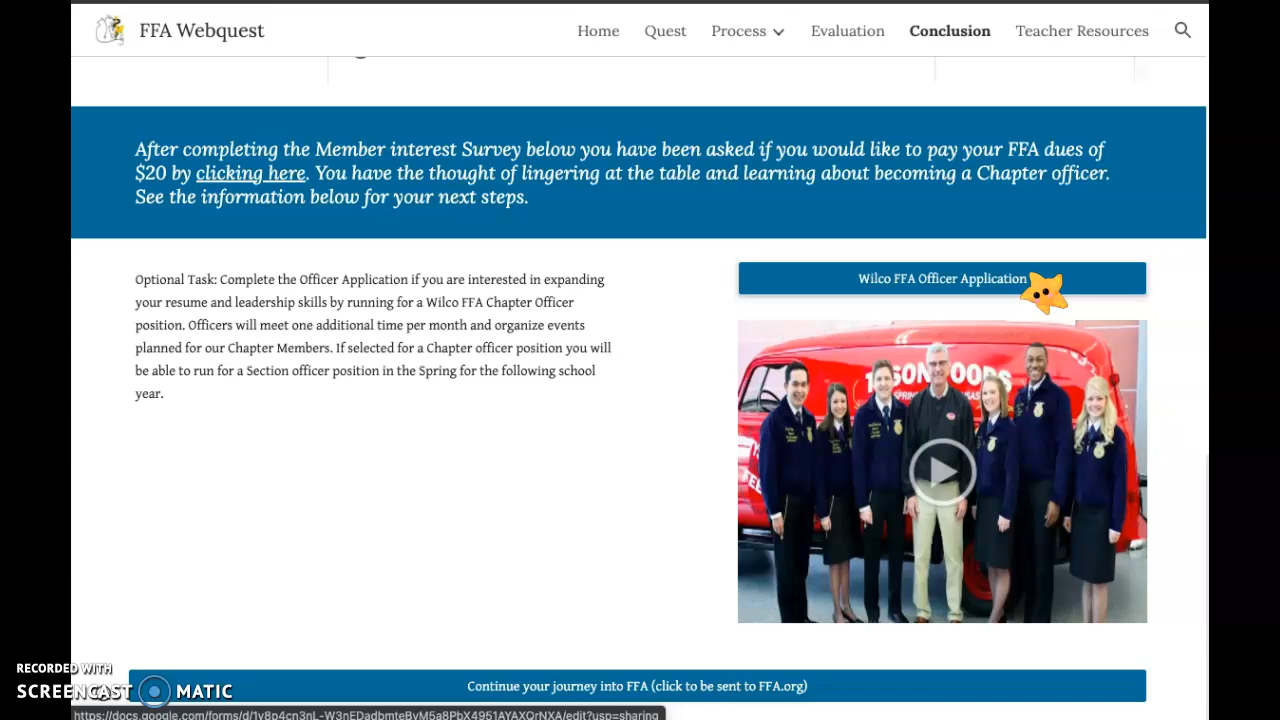 FFA Webquest
Home Quest Process Evaluation Conclusion Teacher Resources
After completing the Member interest Survey below you have been asked if you would like to pay your FFA dues of
$20 by clicking here. You have the thought of lingering at the table and learning about becoming a Chapter officer.
See the information below for your next steps.
Optional Task: Complete the Officer Application if you are interested in expanding
your resume and leadership skills by running for a Wilco FFA Chapter Officer
position. Officers will meet one additional time per month and organize events
planned for our Chapter Members. If selected for a Chapter officer position you will
be able to run for a Section officer position in the Spring for the following school
year.
Wilco FFA Officer Application
Continue your journey into FFA (click to be sent to FFA.org)
RECORDED WITH
SCREENCAST MATIC